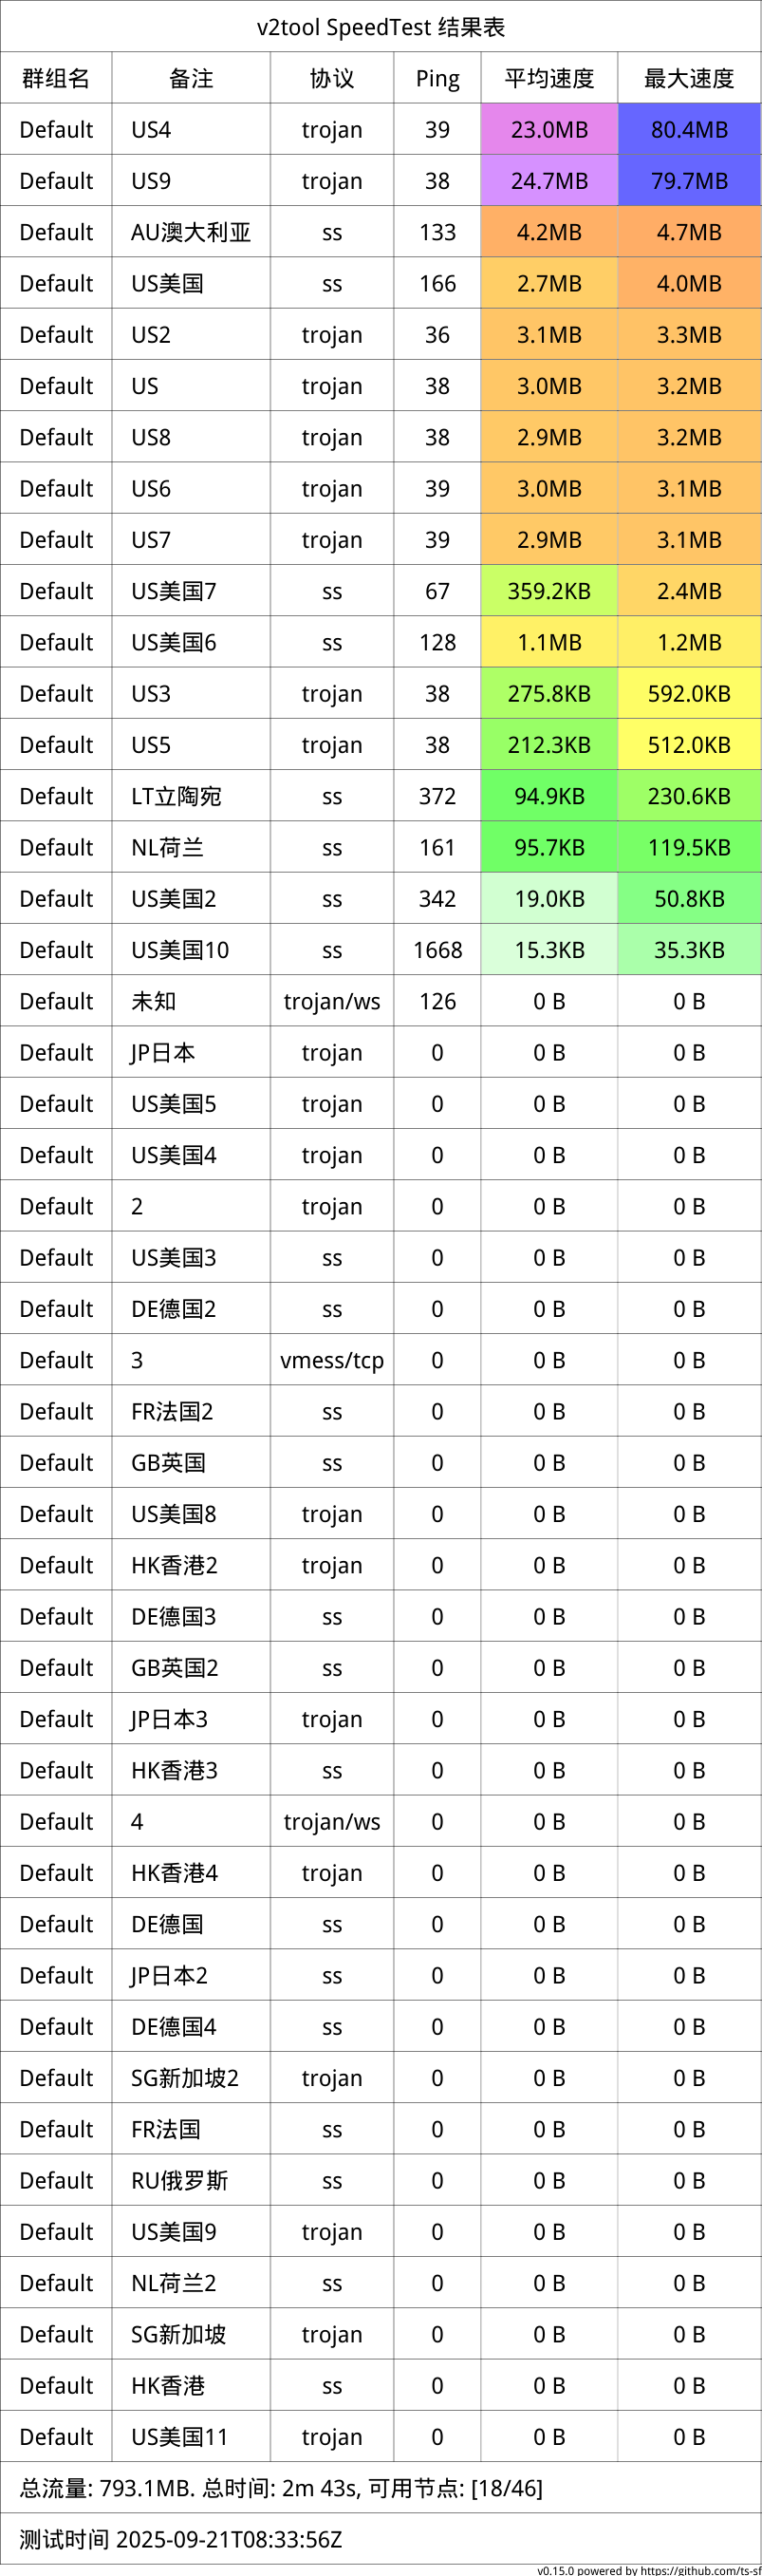 v2tool SpeedTest 结果表
群组名 备注 协议 Ping 平均速度 最大速度
Default US4 trojan 39 23.0MB 80.4MB
Default US9 trojan 38 24.7MB 79.7MB
Default AU澳大利亚 ss 133 4.2MB 4.7MB
Default US美国 ss 166 2.7MB 4.0MB
Default US2 trojan 36 3.1MB 3.3MB
Default US trojan 38 3.0MB 3.2MB
Default US8 trojan 38 2.9MB 3.2MB
Default US6 trojan 39 3.0MB 3.1MB
Default US7 trojan 39 2.9MB 3.1MB
Default US美国7 ss 67 359.2KB 2.4MB
Default US美国6 ss 128 1.1MB 1.2MB
Default US3 trojan 38 275.8KB 592.0KB
Default US5 trojan 38 212.3KB 512.0KB
Default LT立陶宛 ss 372 94.9KB 230.6KB
Default NL荷兰 ss 161 95.7KB 119.5KB
Default US美国2 ss 342 19.0KB 50.8KB
Default US美国10 ss 1668 15.3KB 35.3KB
Default 未知 trojan/ws 126 0 B 0 B
Default JP日本 trojan 0 0 B 0 B
Default US美国5 trojan 0 0 B 0 B
Default US美国4 trojan 0 0 B 0 B
Default 2 trojan 0 0 B 0 B
Default US美国3 ss 0 0 B 0 B
Default DE德国2 ss 0 0 B 0 B
Default 3 vmess/tcp 0 0 B 0 B
Default FR法国2 ss 0 0 B 0 B
Default GB英国 ss 0 0 B 0 B
Default US美国8 trojan 0 0 B 0 B
Default HK香港2 trojan 0 0 B 0 B
Default DE德国3 ss 0 0 B 0 B
Default GB英国2 ss 0 0 B 0 B
Default JP日本3 trojan 0 0 B 0 B
Default HK香港3 ss 0 0 B 0 B
Default 4 trojan/ws 0 0 B 0 B
Default HK香港4 trojan 0 0 B 0 B
Default DE德国 ss 0 0 B 0 B
Default JP日本2 ss 0 0 B 0 B
Default DE德国4 ss 0 0 B 0 B
Default SG新加坡2 trojan 0 0 B 0 B
Default FR法国 ss 0 0 B 0 B
Default RU俄罗斯 ss 0 0 B 0 B
Default US美国9 trojan 0 0 B 0 B
Default NL荷兰2 ss 0 0 B 0 B
Default SG新加坡 trojan 0 0 B 0 B
Default HK香港 ss 0 0 B 0 B
Default US美国11 trojan 0 0 B 0 B
总流量: 793.1MB. 总时间: 2m 43s, 可用节点: [18/46]
测试时间 2025-09-21T08:33:56Z
v0.15.0 powered by https://github.com/ts-sf